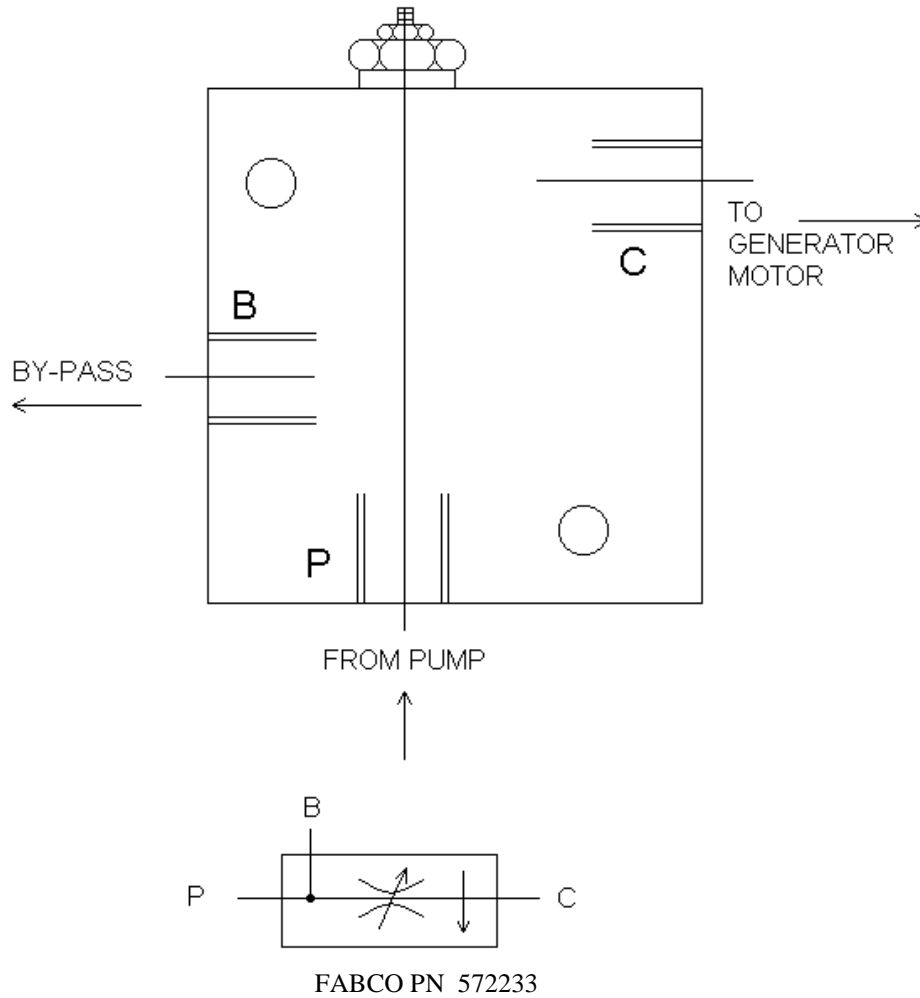 TO
GENERATOR
MOTOR
C
B
BY-PASS
P
FROM PUMP
B
P
C
FABCO PN 572233